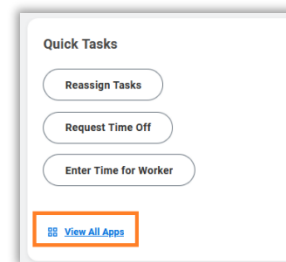 Quick Tasks
Reassign Tasks
Request Time Off
Enter Time for Worker
View All Apps